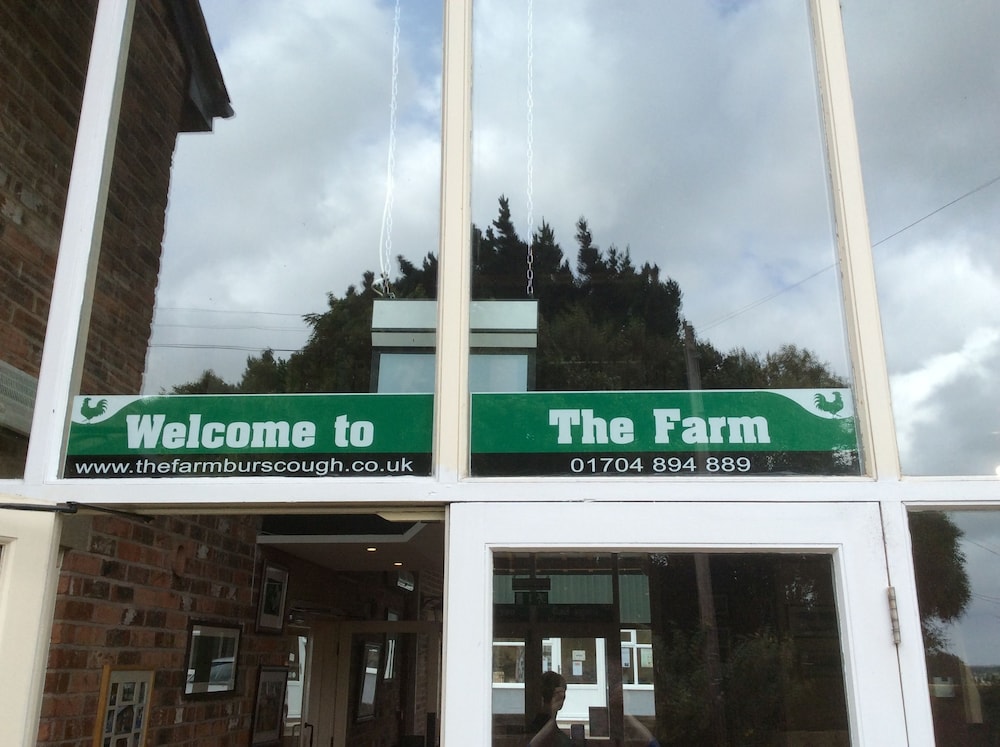 Welcome to The Farm
www.thefarmburscough.co.uk 01704 894 889